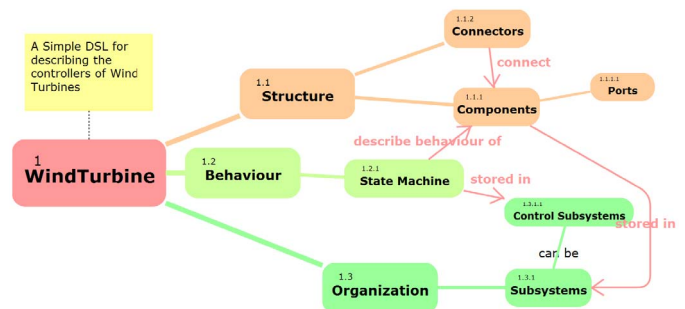 A Simple DSL for
describing the
controllers of Wind
Turbines
1
WindTurbine
1.1
Structure
1.1.2
Connectors
connect
1.1.1
Components
1.1.1.1
Ports
describe behaviour of
1.2
Behaviour
1.2.1
State Machine
stored in
1.3.1.1
Control Subsystems
stored in
can be
1.3
Organization
1.3.1
Subsystems